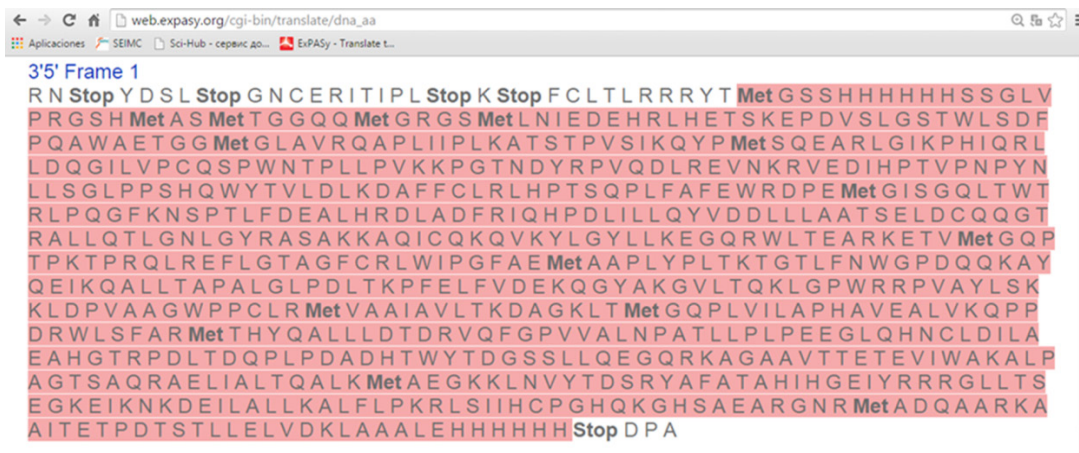 web.expasy.org/cgi-bin/translate/dna_aa
Aplicaciones SEIMC Sci-Hub - сервис до... ExPASy - Translate t...
3'5' Frame 1
R N Stop Y D S L Stop G N C E R I T I P L Stop K Stop F C L T L R R R Y T Met G S S H H H H H H S S G L V
P R G S H Met A S Met T G G Q Q Met G R G S Met L N I E D E H R L H E T S K E P D V S L G S T W L S D F
P Q A W A E T G G Met G L A V R Q A P L I I P L K A T S T P V S I K Q Y P Met S Q E A R L G I K P H I Q R L
L D Q G I L V P C Q S P W N T P L L P V K K P G T N D Y R P V Q D L R E V N K R V E D I H P T V P N P Y N
L L S G L P P S H Q W Y T V L D L K D A F F C L R L H P T S Q P L F A F E W R D P E Met G I S G Q L T W T
R L P Q G F K N S P T L F D E A L H R D L A D F R I Q H P D L I L L Q Y V D D L L L A A T S E L D C Q Q G T
R A L L Q T L G N L G Y R A S A K K A Q I C Q K Q V K Y L G Y L L K E G Q R W L T E A R K E T V Met G Q P
T P K T P R Q L R E F L G T A G F C R L W I P G F A E Met A A P L Y P L T K T G T L F N W G P D Q Q K A Y
Q E I K Q A L L T A P A L G L P D L T K P F E L F V D E K Q G Y A K G V L T Q K L G P W R R P V A Y L S K
K L D P V A A G W P P C L R Met V A A I A V L T K D A G K L T Met G Q P L V I L A P H A V E A L V K Q P P
D R W L S F A R Met T H Y Q A L L L D T D R V Q F G P V V A L N P A T L L P L P E E G L Q H N C L D I L A
E A H G T R P D L T D Q P L P D A D H T W Y T D G S S L L Q E G Q R K A G A A V T T E T E V I W A K A L P
A G T S A Q R A E L I A L T Q A L K Met A E G K K L N V Y T D S R Y A F A T A H I H G E I Y R R R G L L T S
E G K E I K N K D E I L A L L K A L F L P K R L S I I H C P G H Q K G H S A E A R G N R Met A D Q A A R K A
A I T E T P D T S T L L E L V D K L A A A L E H H H H H H Stop D P A